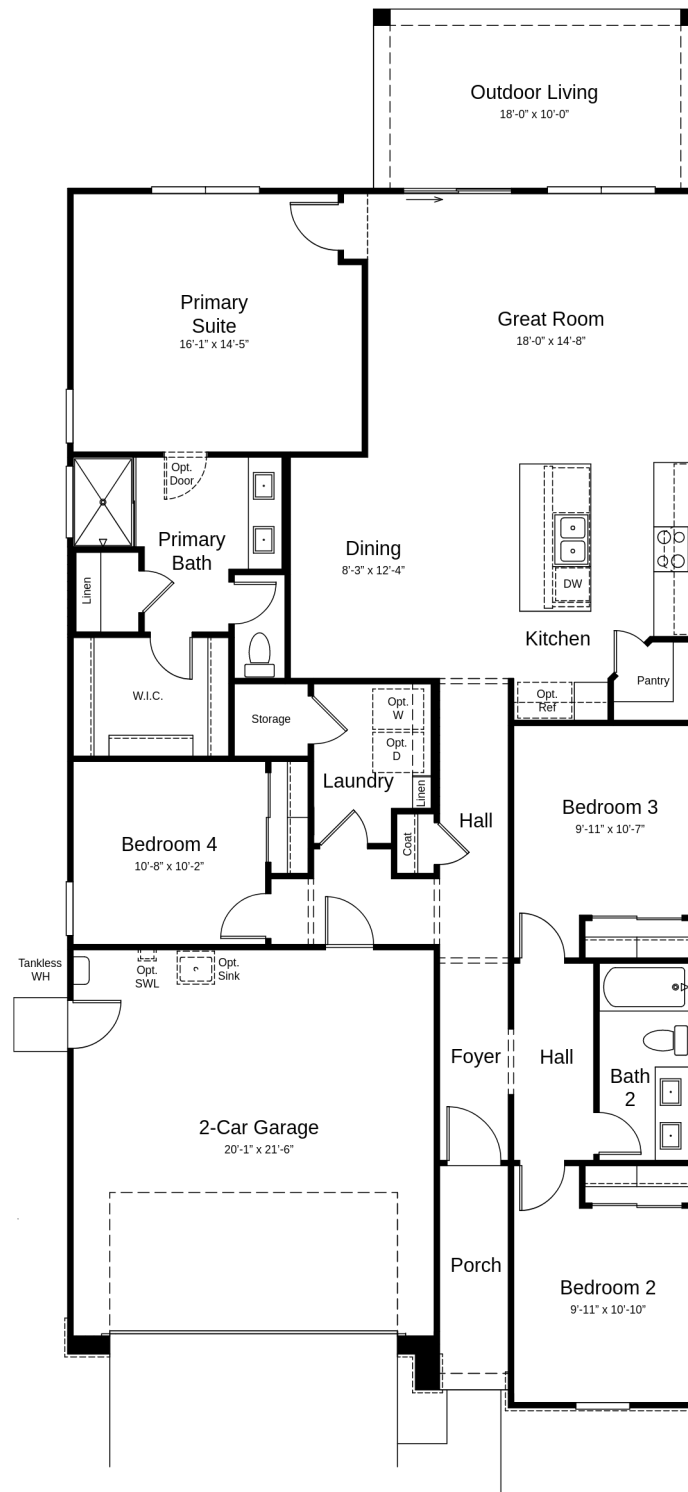 Outdoor Living
18'-0" x 10'-0"
Primary
Suite
16'-1" x 14'-5"
Great Room
18'-0" x 14'-8"
Opt.
Door
Primary
Bath
Linen
Dining
8'-3" x 12'-4"
DW
Kitchen
Pantry
Opt.
Ref
W.I.C.
Storage
Opt.
W
Opt.
D
Laundry
Linen
Coat
Hall
Bedroom 3
9'-11" x 10'-7"
Bedroom 4
10'-8" x 10'-2"
Tankless
WH
Opt.
SWL
Opt.
Sink
Foyer
Hall
Bath
2
2-Car Garage
20'-1" x 21'-6"
Porch
Bedroom 2
9'-11" x 10'-10"